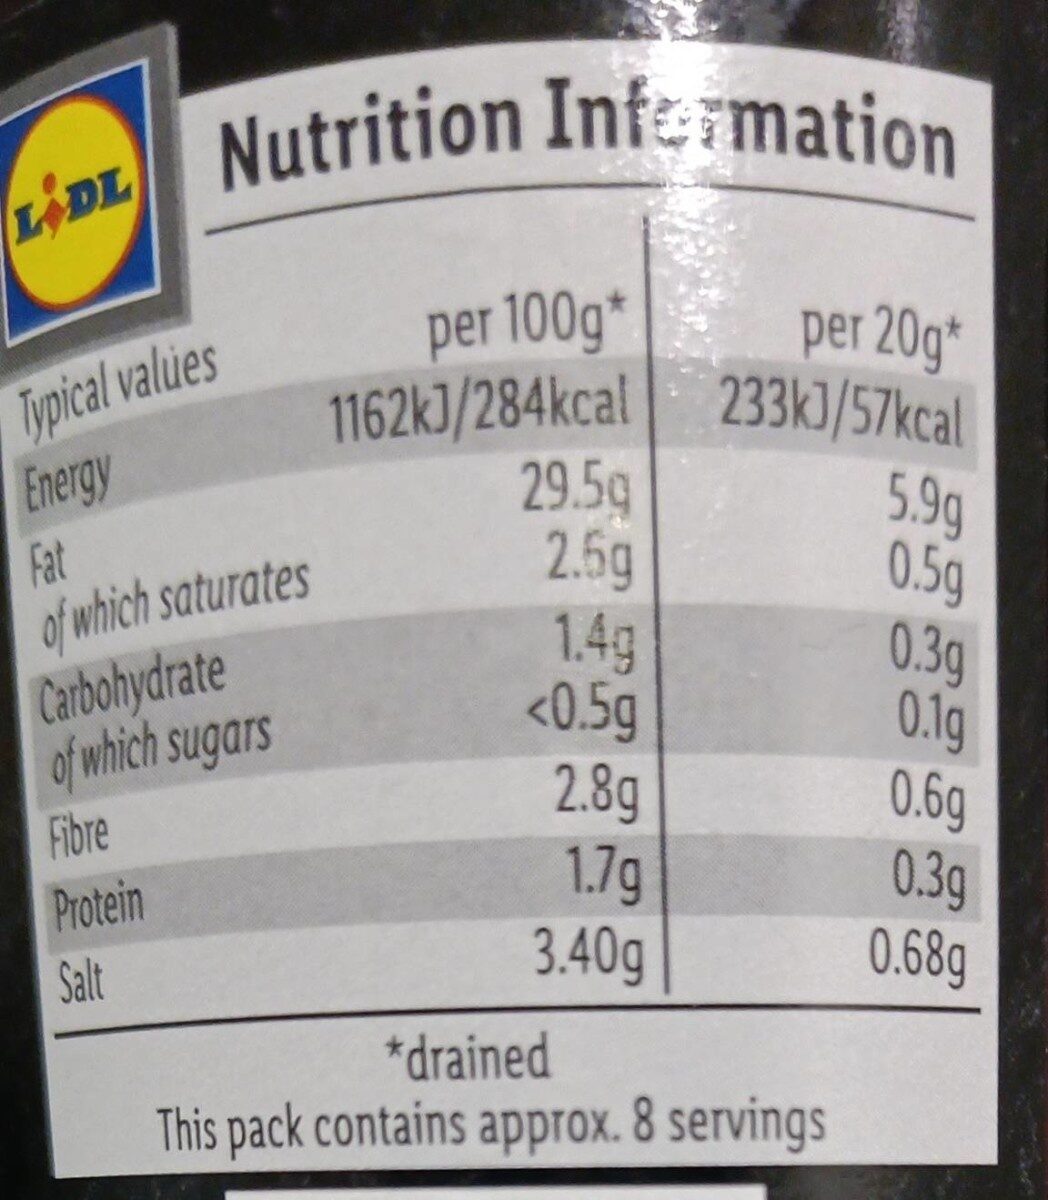 LIDL
Nutrition Information
Typical values per 100g* per 20g*
Energy 1162kJ/284kcal 233kJ/57kcal
Fat 29.5g 5.9g
of which saturates 2.6g 0.5g
Carbohydrate 1.4g 0.3g
of which sugars <0.5g 0.1g
Fibre 2.8g 0.6g
Protein 1.7g 0.3g
Salt 3.40g 0.68g
*drained
This pack contains approx. 8 servings